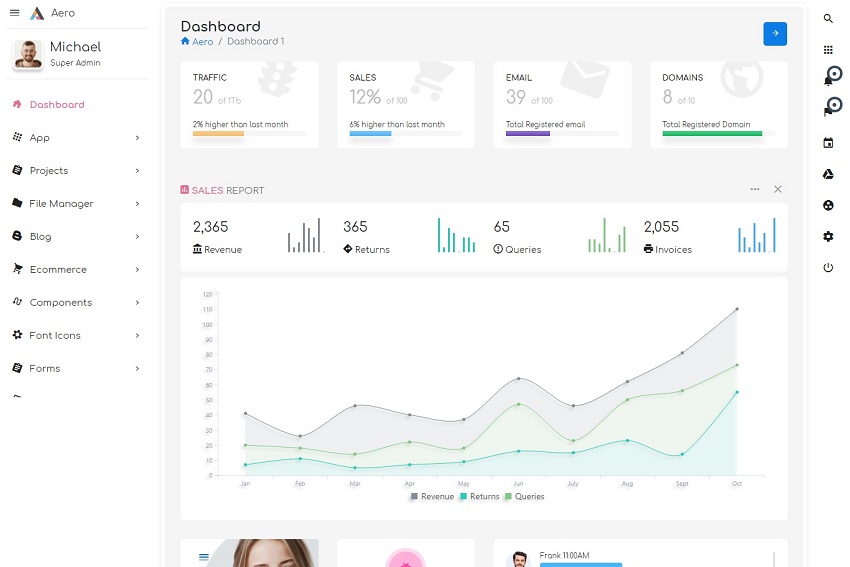 Aero
Michael
Super Admin
Dashboard
App
Projects
File Manager
Blog
Ecommerce
Components
Font Icons
Forms
Dashboard
Aero / Dashboard 1
TRAFFIC
20 of 1Tb
2% higher than last month
SALES
12% of 100
6% higher than last month
EMAIL
39 of 100
Total Registered email
DOMAINS
8 of 10
Total Registered Domain
SALES REPORT
2,365
Revenue
365
Returns
65
Queries
2,055
Invoices
120
110
100
90
80
70
60
50
40
30
20
10
0
Jan Feb Mar Apr May Jun July Aug Sept Oct
Revenue Returns Queries
Frank 11:00AM